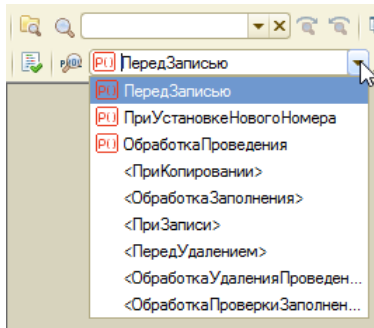 P() ПередЗаписью
P() ПередЗаписью
P() ПриУстановкеНовогоНомера
P() ОбработкаПроведения
<ПриКопировании>
<ОбработкаЗаполнения>
<ПриЗаписи>
<ПередУдалением>
<ОбработкаУдаленияПроведен...
<ОбработкаПроверкиЗаполнен...